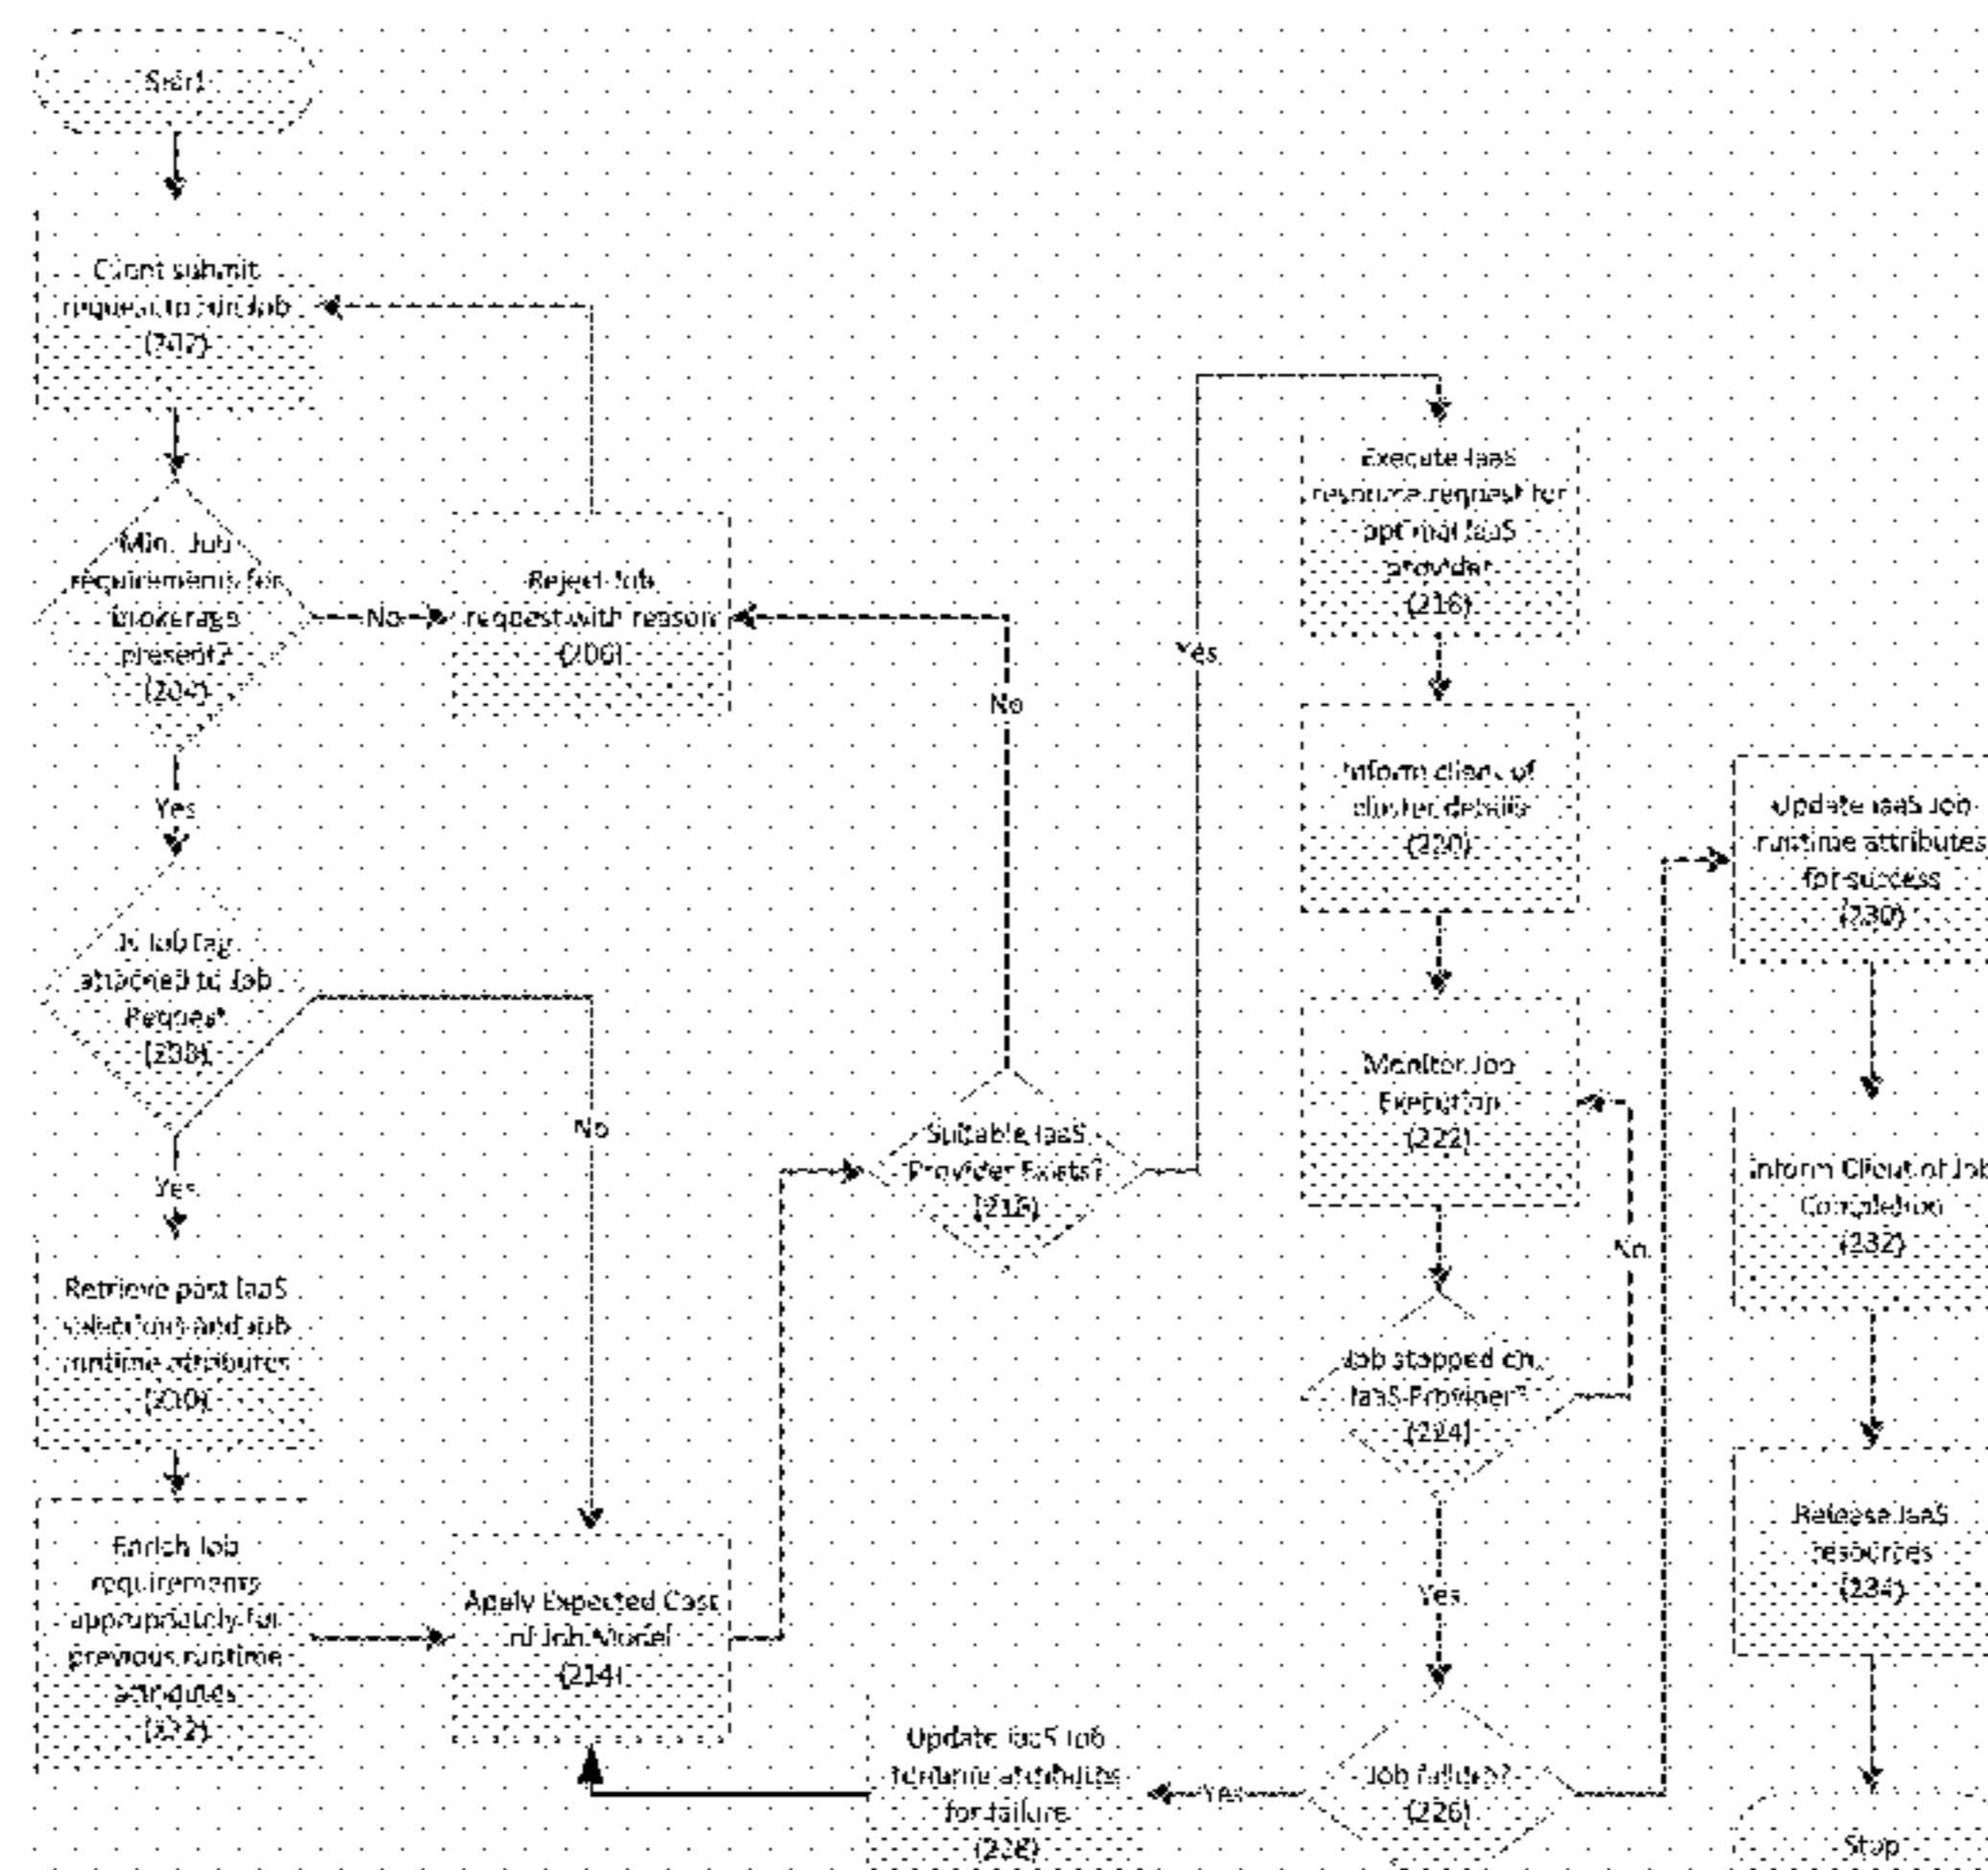 Start
Client submit
request to run Job
(202)
Min. Job
requirements for
brokerage
present?
(204)
No
Reject Job
request with reason
(206)
Yes
Is Job Tag
attached to Job
Request
(208)
No
Yes
Retrieve past IaaS
selections and Job
runtime attributes
(210)
Enrich Job
requirements
appropriately for
previous runtime
attributes
(212)
Apply Expected Cost
of Job Model
(214)
Suitable IaaS
Provider Exists?
No
Yes
Execute IaaS
resource request for
optimal IaaS
provider
Inform client of
cluster details
(220)
Monitor Job
Execution
(222)
No
Job stopped on
IaaS Provider?
(224)
Yes
Job failed?
(226)
Yes
Update IaaS Job
runtime attributes
for failure
(228)
Update IaaS Job
runtime attributes
for success
(230)
Inform Client of Job
Completion
(232)
Release IaaS
resources
(234)
Stop